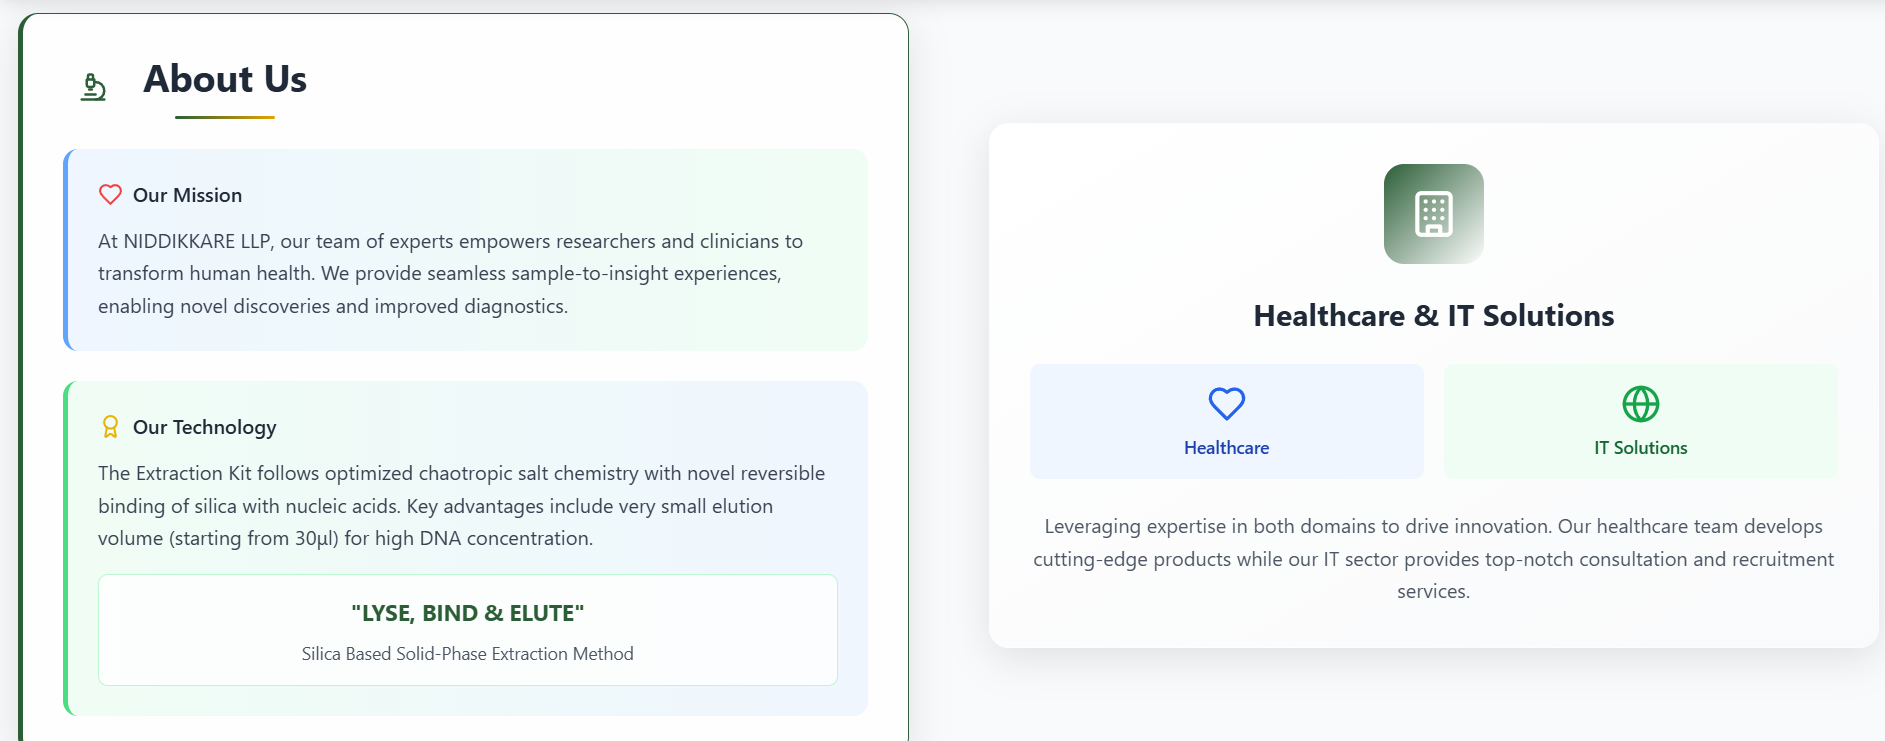 About Us
Our Mission
At NIDDIKKARE LLP, our team of experts empowers researchers and clinicians to
transform human health. We provide seamless sample-to-insight experiences,
enabling novel discoveries and improved diagnostics.
Our Technology
The Extraction Kit follows optimized chaotropic salt chemistry with novel reversible
binding of silica with nucleic acids. Key advantages include very small elution
volume (starting from 30µl) for high DNA concentration.
"LYSE, BIND & ELUTE"
Silica Based Solid-Phase Extraction Method
Healthcare & IT Solutions
Healthcare
IT Solutions
Leveraging expertise in both domains to drive innovation. Our healthcare team develops
cutting-edge products while our IT sector provides top-notch consultation and recruitment
services.